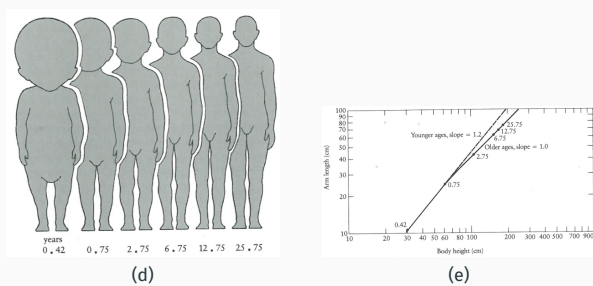 years
0.42 0.75 2.75 6.75 12.75 25.75
(d)
100
90
80
70
60
50
40
30
20
10
Arm length (cm)
Younger ages, slope = 1.2
25.75
12.75
6.75
Older ages, slope = 1.0
2.75
0.75
0.42
10 20 30 40 50 60 80 100 200 300 400 500 700 900
Body height (cm)
(e)